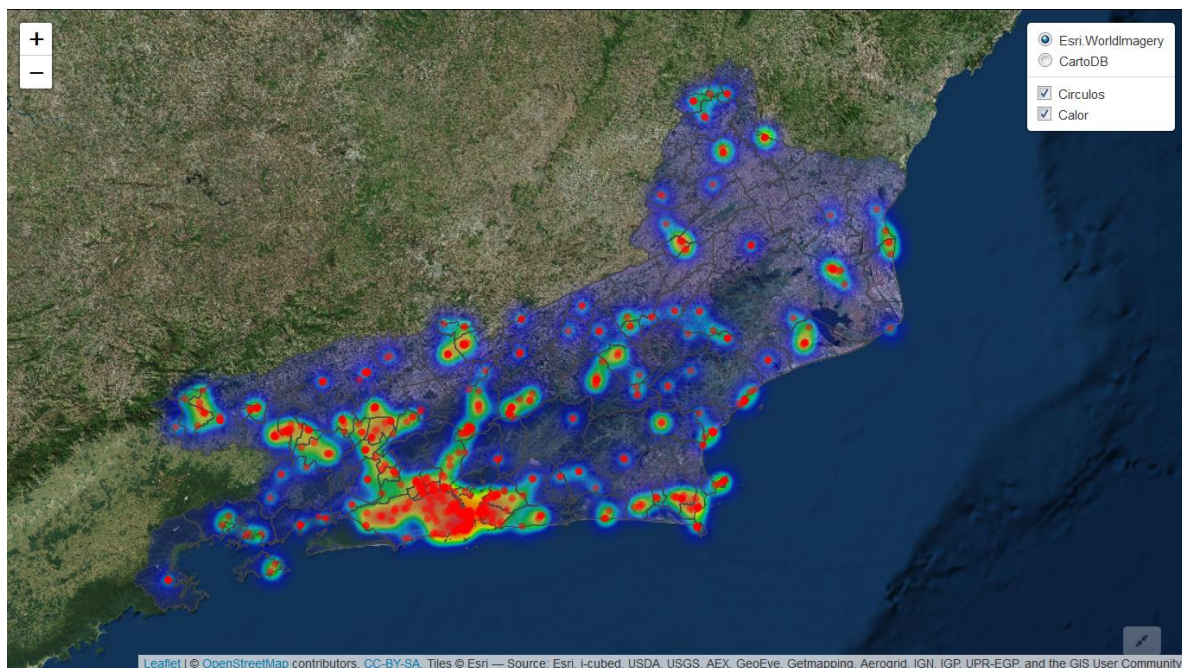 +
−
Esri.WorldImagery
CartoDB
Circulos
Calor
Leaflet | © OpenStreetMap contributors, CC-BY-SA, Tiles © Esri — Source: Esri, i-cubed, USDA, USGS, AEX, GeoEye, Getmapping, Aerogrid, IGN, IGP, UPR-EGP, and the GIS User Community